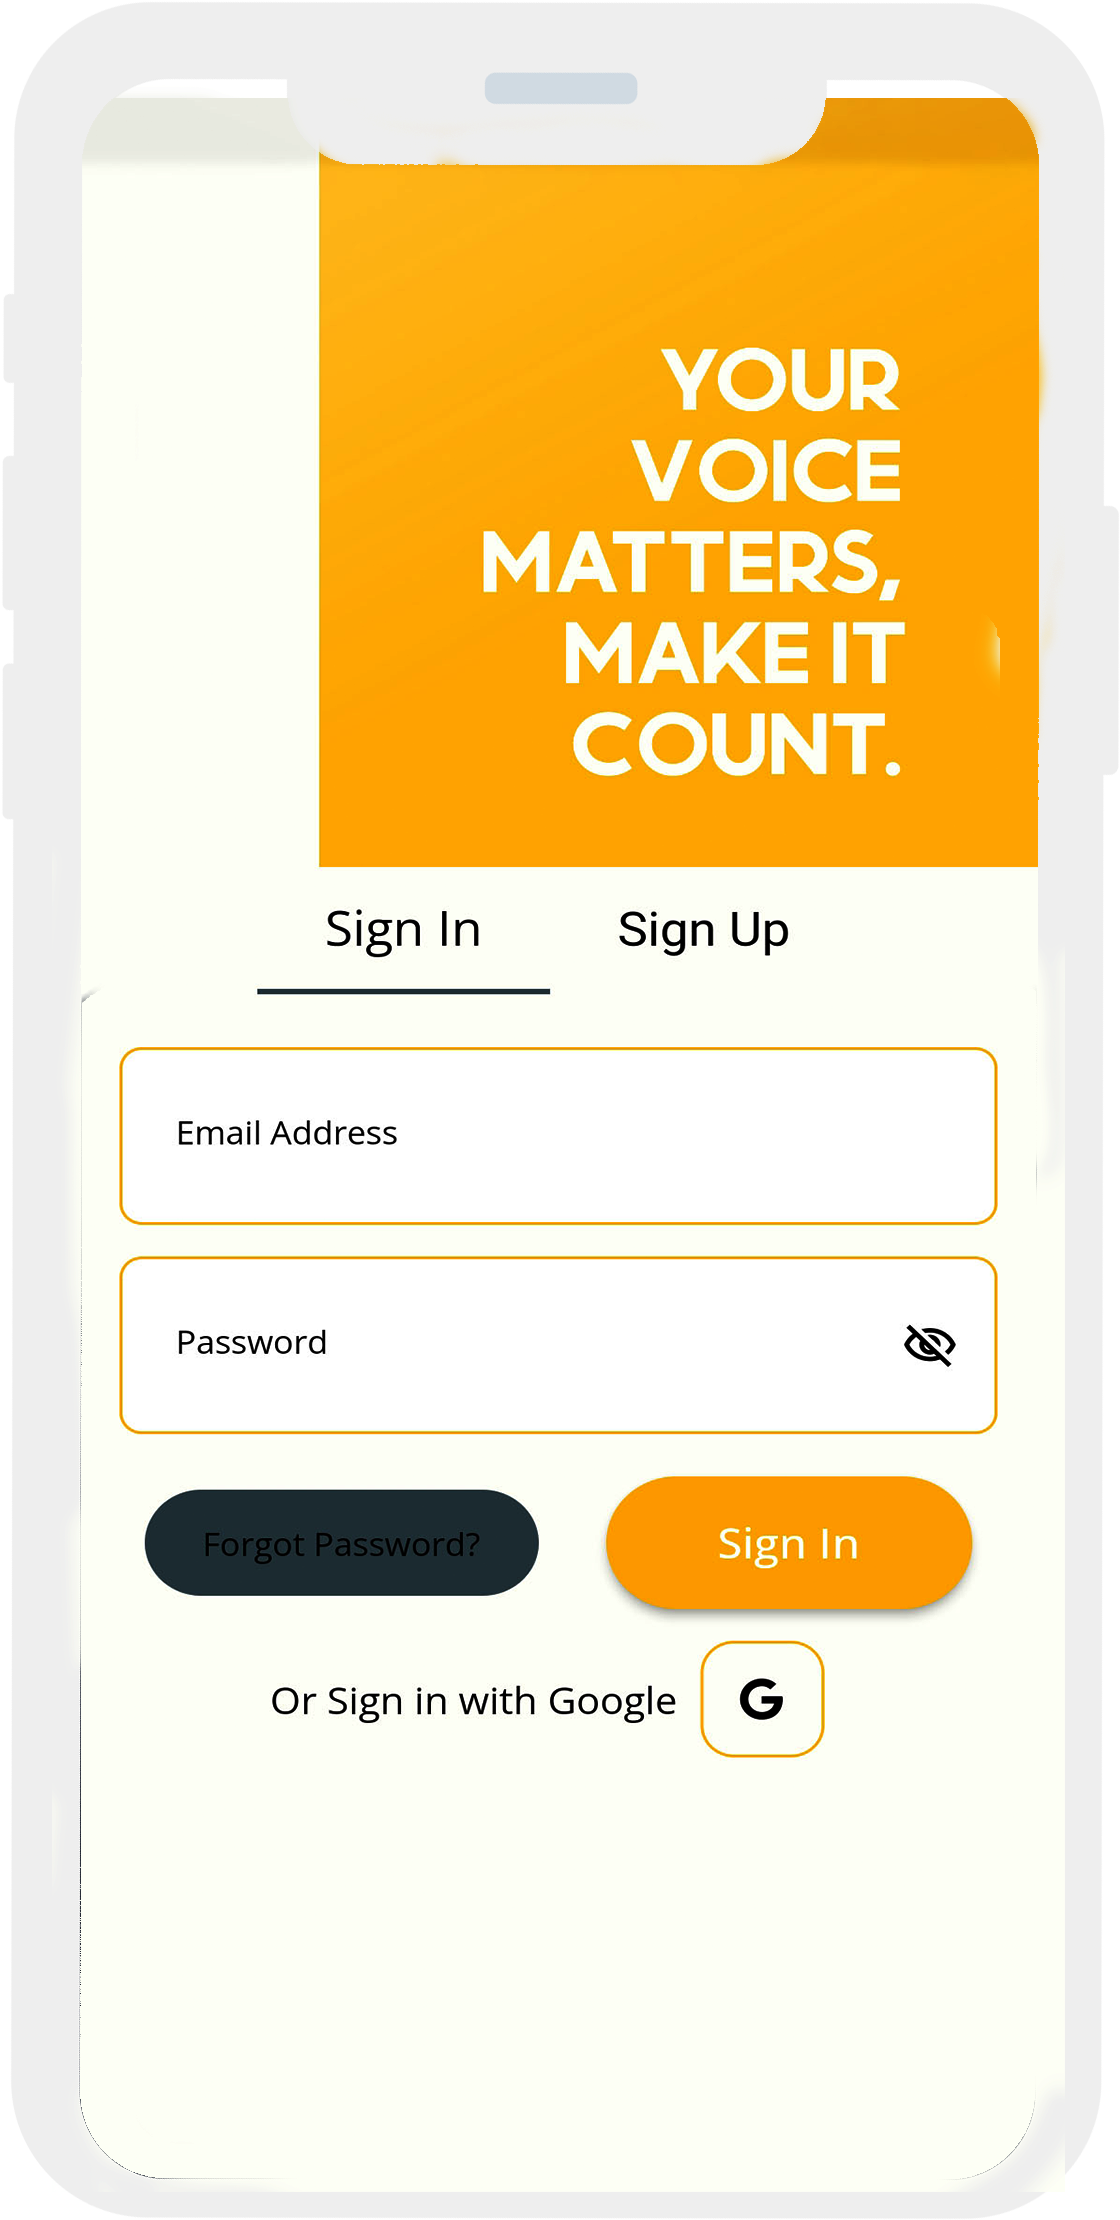 YOUR
VOICE
MATTERS,
MAKE IT
COUNT.
Sign In Sign Up
Email Address
Password
Forgot Password? Sign In
Or Sign in with Google G